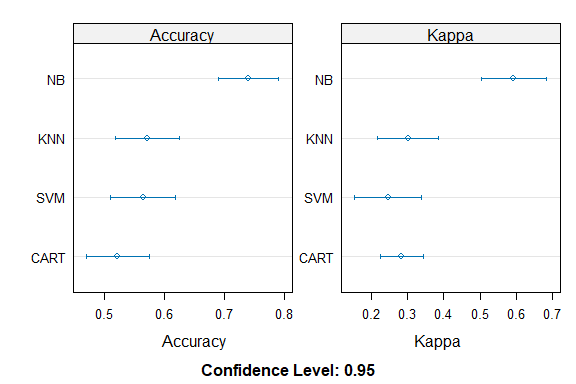 Accuracy
Kappa
NB
KNN
SVM
CART
NB
KNN
SVM
CART
0.5 0.6 0.7 0.8
0.2 0.3 0.4 0.5 0.6 0.7
Accuracy
Kappa
Confidence Level: 0.95